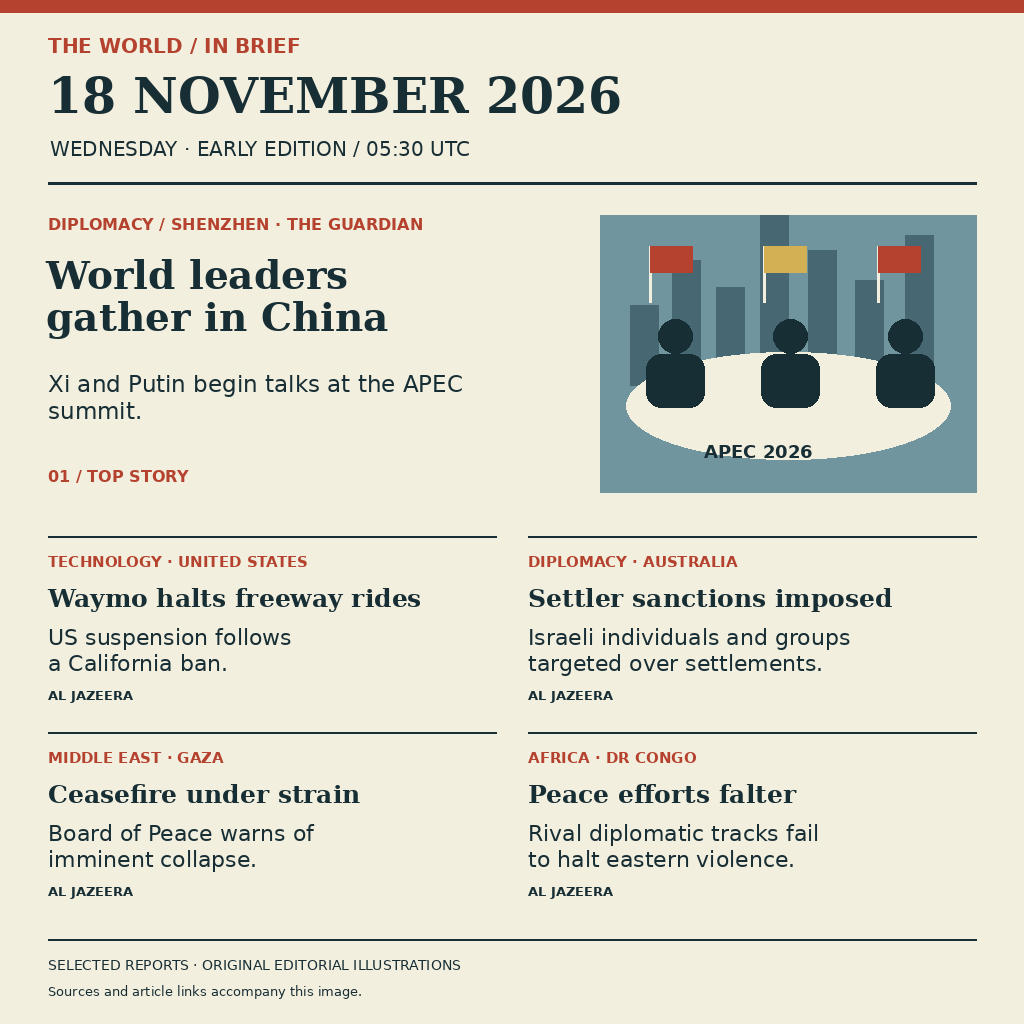 THE WORLD / IN BRIEF
18 NOVEMBER 2026
WEDNESDAY · EARLY EDITION / 05:30 UTC
DIPLOMACY / SHENZHEN · THE GUARDIAN
World leaders
gather in China
Xi and Putin begin talks at the APEC
summit.
01 / TOP STORY
APEC 2026
TECHNOLOGY · UNITED STATES
Waymo halts freeway rides
US suspension follows
a California ban.
AL JAZEERA
DIPLOMACY · AUSTRALIA
Settler sanctions imposed
Israeli individuals and groups
targeted over settlements.
AL JAZEERA
MIDDLE EAST · GAZA
Ceasefire under strain
Board of Peace warns of
imminent collapse.
AL JAZEERA
AFRICA · DR CONGO
Peace efforts falter
Rival diplomatic tracks fail
to halt eastern violence.
AL JAZEERA
SELECTED REPORTS · ORIGINAL EDITORIAL ILLUSTRATIONS
Sources and article links accompany this image.